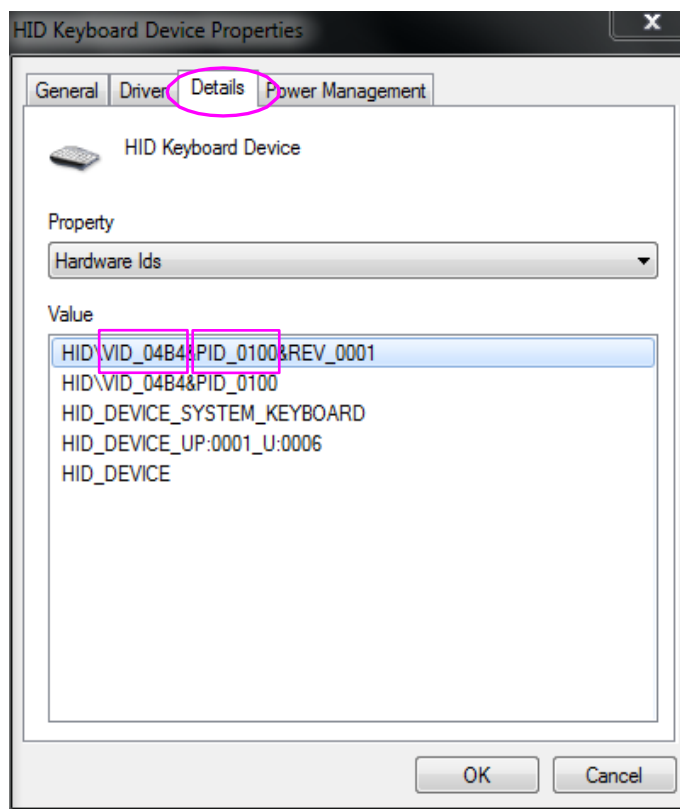 HID Keyboard Device Properties
x
General Driver Details Power Management
HID Keyboard Device
Property
Hardware Ids
Value
HID\VID_04B4&PID_0100&REV_0001
HID\VID_04B4&PID_0100
HID_DEVICE_SYSTEM_KEYBOARD
HID_DEVICE_UP:0001_U:0006
HID_DEVICE
OK Cancel